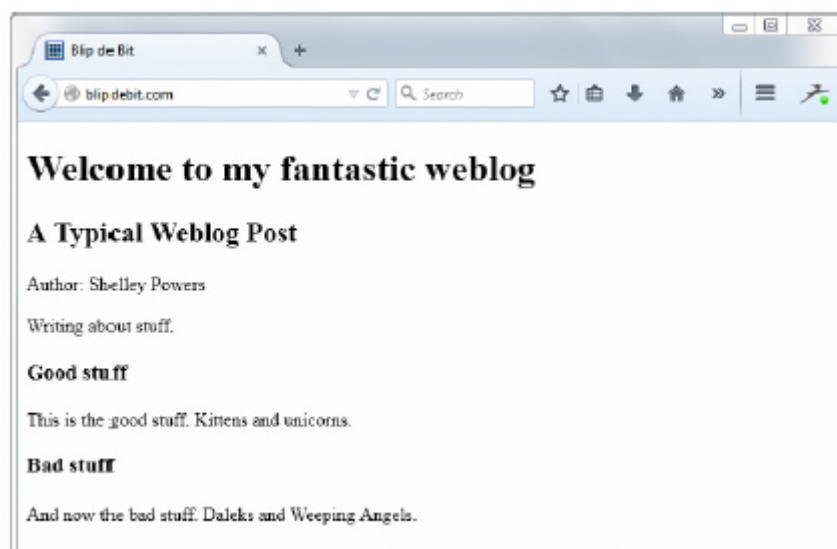 Blip de Bit
blipdebit.com
Search
Welcome to my fantastic weblog
A Typical Weblog Post
Author: Shelley Powers
Writing about stuff.
Good stuff
This is the good stuff. Kittens and unicorns.
Bad stuff
And now the bad stuff. Daleks and Weeping Angels.